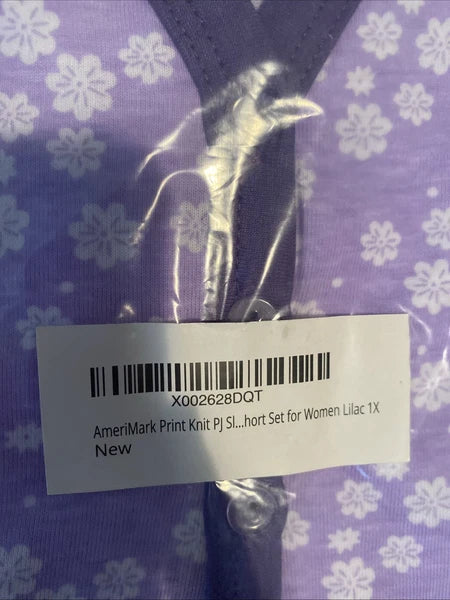 X002628DQT
AmeriMark Print Knit PJ Sl...hort Set for Women Lilac 1X
New